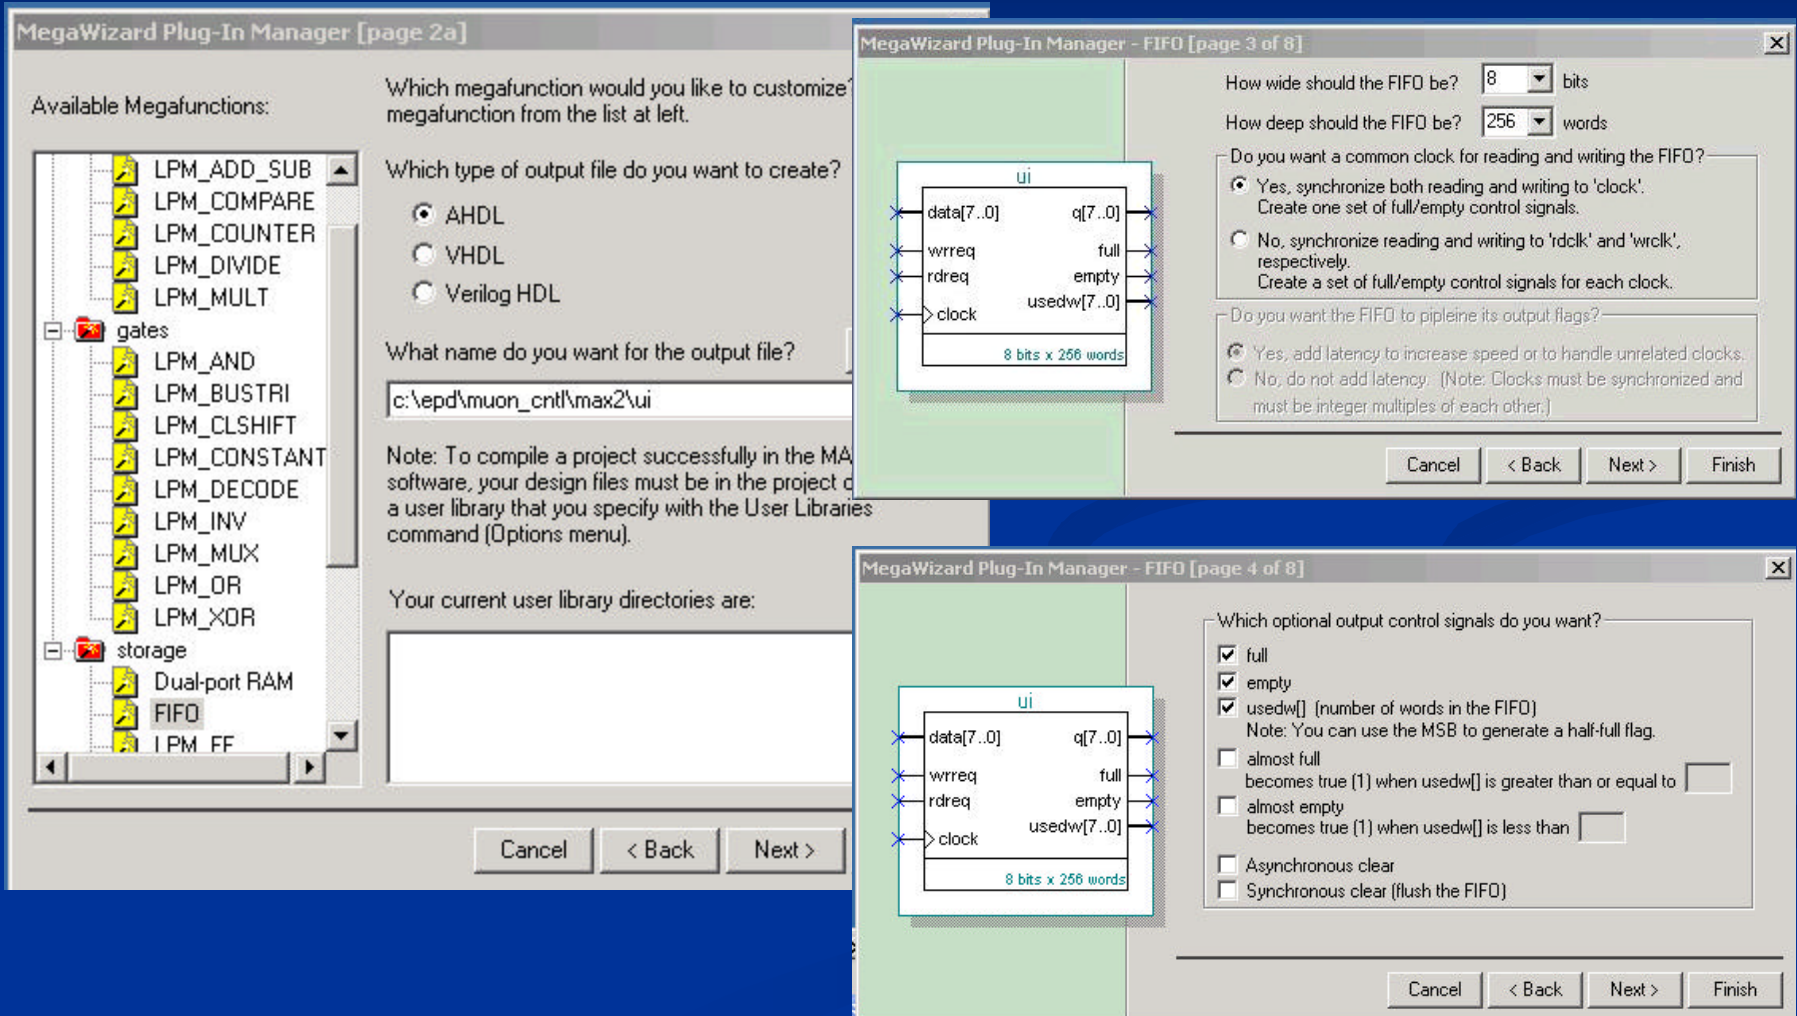 MegaWizard Plug-In Manager [page 2a]
Available Megafunctions:
LPM_ADD_SUB
LPM_COMPARE
LPM_COUNTER
LPM_DIVIDE
LPM_MULT
gates
LPM_AND
LPM_BUSTRI
LPM_CLSHIFT
LPM_CONSTANT
LPM_DECODE
LPM_INV
LPM_MUX
LPM_OR
LPM_XOR
storage
Dual-port RAM
FIFO
LPM_FF
Which megafunction would you like to customize?
megafunction from the list at left.
Which type of output file do you want to create?
AHDL
VHDL
Verilog HDL
What name do you want for the output file?
c:\epd\muon_cntl\max2\ui
Note: To compile a project successfully in the MA
software, your design files must be in the project
a user library that you specify with the User Libraries
command (Options menu).
Your current user library directories are:
Cancel
< Back
Next >
MegaWizard Plug-In Manager - FIFO [page 3 of 8]
ui
data[7..0] q[7..0]
wrreq full
rdreq empty
usedw[7..0]
clock
8 bits x 256 words
How wide should the FIFO be? 8 bits
How deep should the FIFO be? 256 words
Do you want a common clock for reading and writing the FIFO?
Yes, synchronize both reading and writing to 'clock'.
Create one set of full/empty control signals.
No, synchronize reading and writing to 'rdclk' and 'wrclk',
respectively.
Create a set of full/empty control signals for each clock.
Do you want the FIFO to pipleine its output flags?
Yes, add latency to increase speed or to handle unrelated clocks.
No, do not add latency. (Note: Clocks must be synchronized and
must be integer multiples of each other.)
Cancel
< Back
Next >
Finish
MegaWizard Plug-In Manager - FIFO [page 4 of 8]
ui
data[7..0] q[7..0]
wrreq full
rdreq empty
usedw[7..0]
clock
8 bits x 256 words
Which optional output control signals do you want?
full
empty
usedw[] (number of words in the FIFO)
Note: You can use the MSB to generate a half-full flag.
almost full
becomes true (1) when usedw[] is greater than or equal to
almost empty
becomes true (1) when usedw[] is less than
Asynchronous clear
Synchronous clear (flush the FIFO)
Cancel
< Back
Next >
Finish